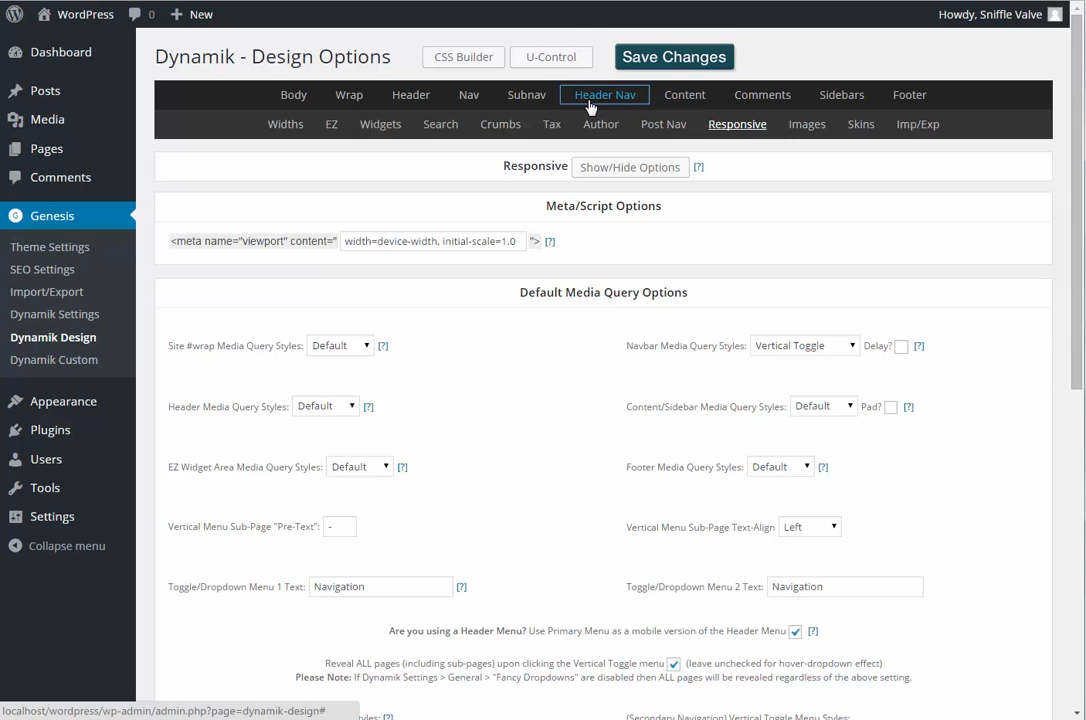 WordPress 0 New Howdy, Sniffle Valve
Dashboard
Posts
Media
Pages
Comments
Genesis
Theme Settings
SEO Settings
Import/Export
Dynamik Settings
Dynamik Design
Dynamik Custom
Appearance
Plugins
Users
Tools
Settings
Collapse menu
Dynamik - Design Options CSS Builder U-Control Save Changes
Body Wrap Header Nav Subnav Header Nav Content Comments Sidebars Footer
Widths EZ Widgets Search Crumbs Tax Author Post Nav Responsive Images Skins Imp/Exp
Responsive Show/Hide Options [?]
Meta/Script Options
<meta name="viewport" content=" width=device-width, initial-scale=1.0 "> [?]
Default Media Query Options
Site #wrap Media Query Styles: Default [?] Navbar Media Query Styles: Vertical Toggle Delay? [?]
Header Media Query Styles: Default [?] Content/Sidebar Media Query Styles: Default Pad? [?]
EZ Widget Area Media Query Styles: Default [?] Footer Media Query Styles: Default [?]
Vertical Menu Sub-Page "Pre-Text": - Vertical Menu Sub-Page Text-Align Left
Toggle/Dropdown Menu 1 Text: Navigation [?] Toggle/Dropdown Menu 2 Text: Navigation
Are you using a Header Menu? Use Primary Menu as a mobile version of the Header Menu [?]
Reveal ALL pages (including sub-pages) upon clicking the Vertical Toggle menu (leave unchecked for hover-dropdown effect)
Please Note: If Dynamik Settings > General > "Fancy Dropdowns" are disabled then ALL pages will be revealed regardless of the above setting.
localhost/wordpress/wp-admin/admin.php?page=dynamik-design# les: [?] (Secondary Navigation) Vertical Toggle Menu Styles: